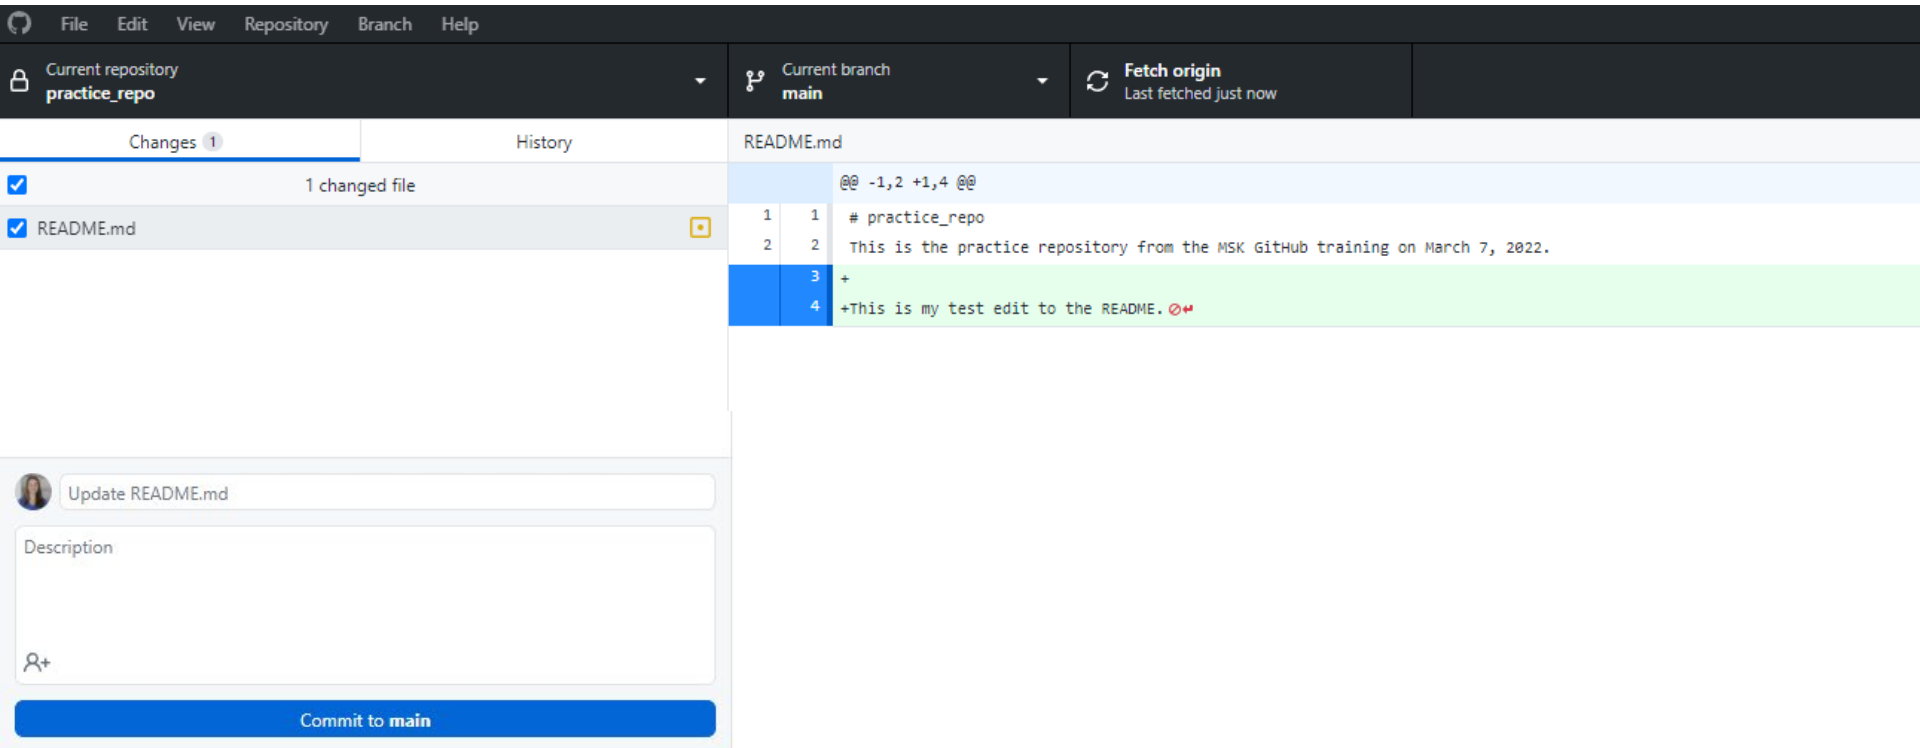 File Edit View Repository Branch Help
Current repository
practice_repo
Current branch
main
Fetch origin
Last fetched just now
Changes 1
History
README.md
1 changed file
README.md
@@ -1,2 +1,4 @@
1 1 # practice_repo
2 2 This is the practice repository from the MSK GitHub training on March 7, 2022.
3 +
4 +This is my test edit to the README.
Update README.md
Description
Commit to main